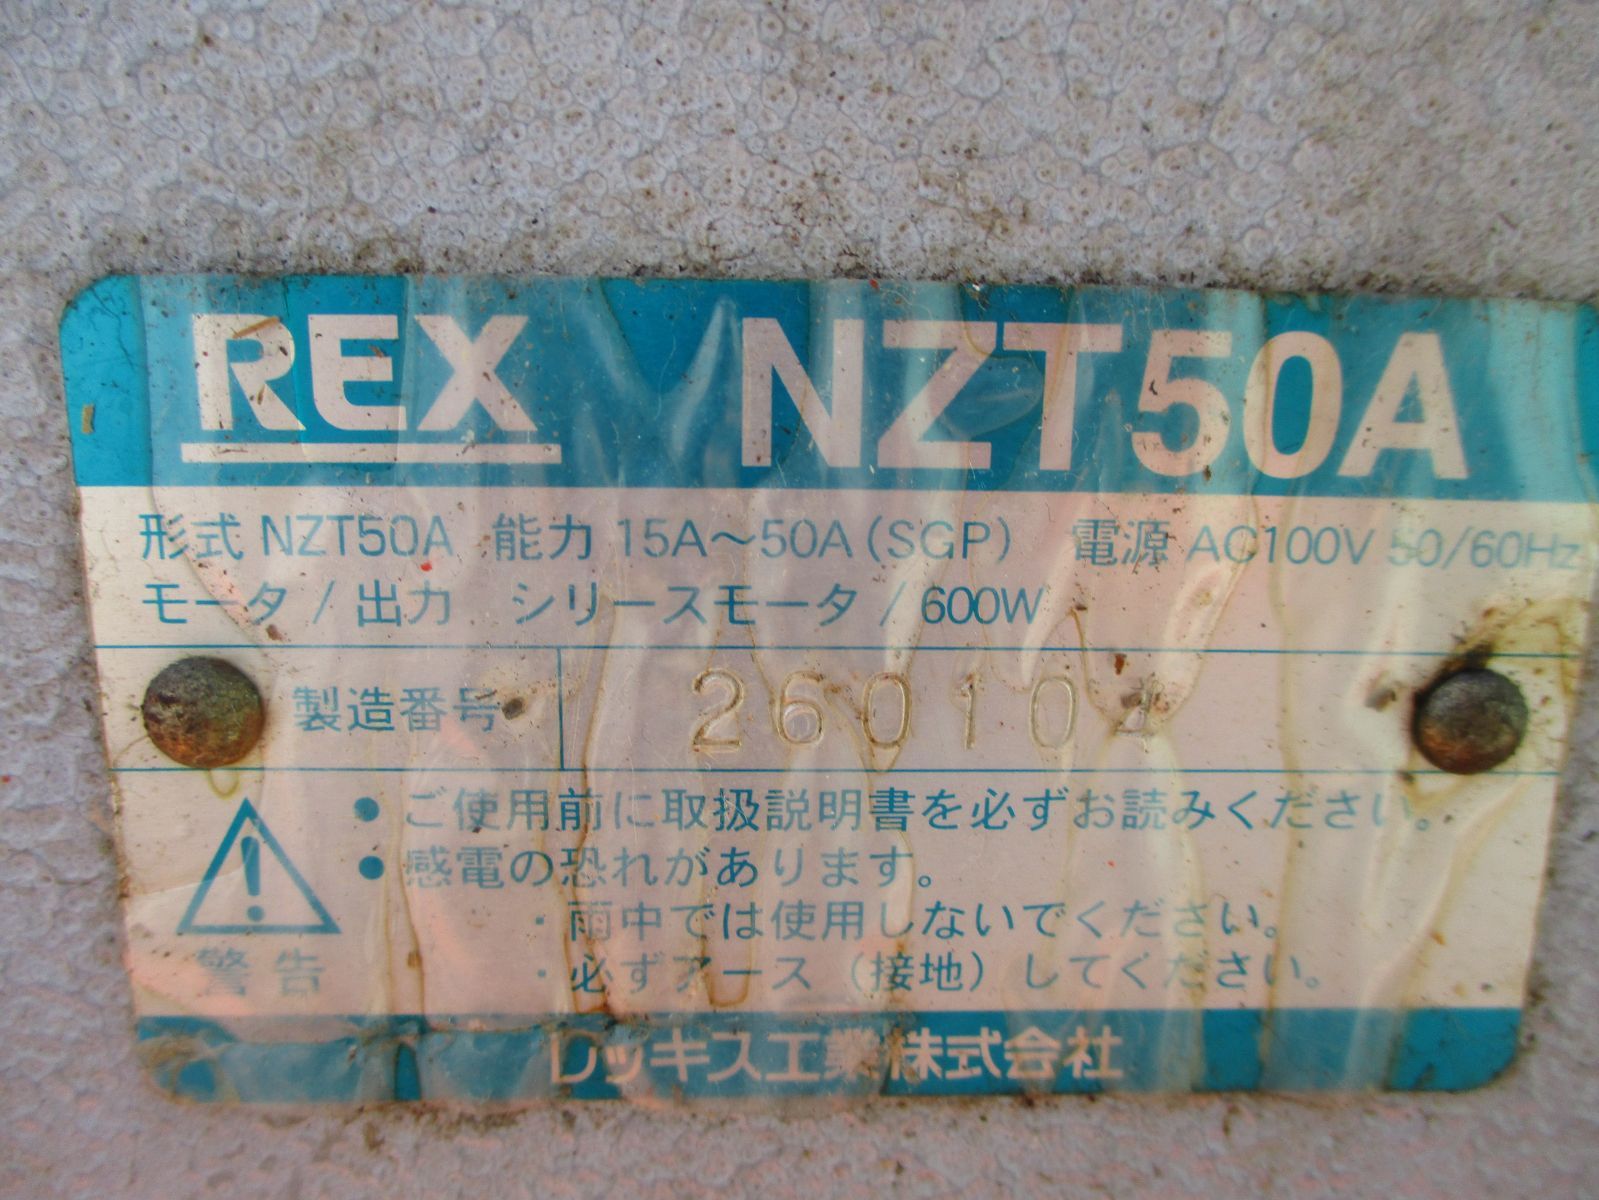 REX NZT50A
形式 NZT50A 能力 15A～50A(SGP) 電源 AC100V 50/60Hz
モータ / 出力 シリースモータ / 600W
製造番号
● ご使用前に取扱説明書を必ずお読みください。
● 感電の恐れがあります。
・雨中では使用しないでください。
・必ずアース（接地）してください。
警告
レッキス工業株式会社